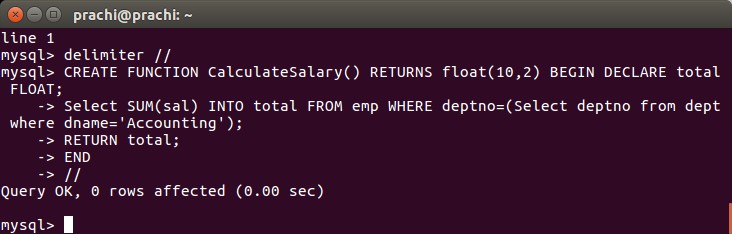 prachi@prachi: ~
line 1
mysql> delimiter //
mysql> CREATE FUNCTION CalculateSalary() RETURNS float(10,2) BEGIN DECLARE total
 FLOAT;
    -> Select SUM(sal) INTO total FROM emp WHERE deptno=(Select deptno from dept
 where dname='Accounting');
    -> RETURN total;
    -> END
    -> //
Query OK, 0 rows affected (0.00 sec)
mysql>